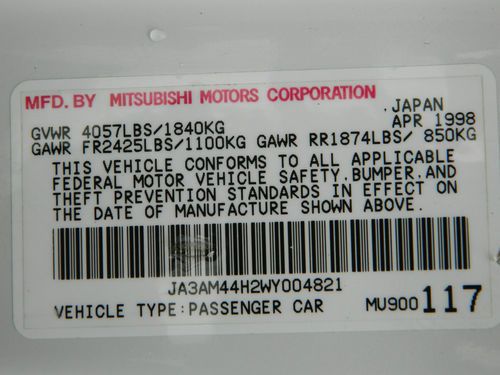 MFD. BY MITSUBISHI MOTORS CORPORATION
JAPAN
GVWR 4057LBS/1840KG APR 1998
GAWR FR2425LBS/1100KG GAWR RR1874LBS/ 850KG
THIS VEHICLE CONFORMS TO ALL APPLICABLE
FEDERAL MOTOR VEHICLE SAFETY.BUMPER.AND
THEFT PREVENTION STANDARDS IN EFFECT ON
THE DATE OF MANUFACTURE SHOWN ABOVE.
JA3AM44H2WY004821
VEHICLE TYPE:PASSENGER CAR MU900 117